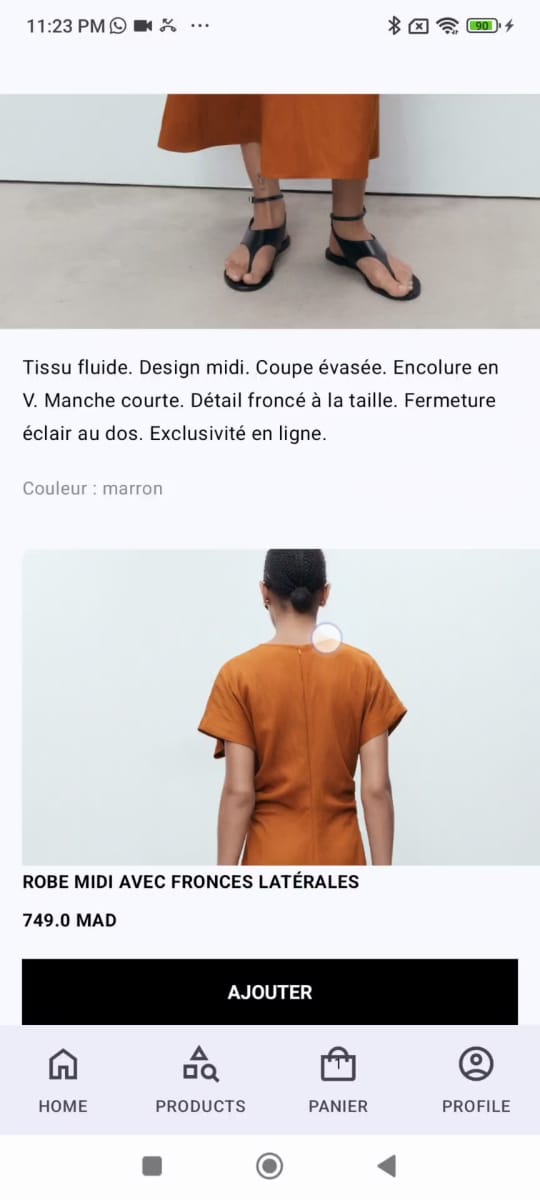 11:23 PM
90
Tissu fluide. Design midi. Coupe évasée. Encolure en
V. Manche courte. Détail froncé à la taille. Fermeture
éclair au dos. Exclusivité en ligne.
Couleur : marron
ROBE MIDI AVEC FRONCES LATÉRALES
749.0 MAD
AJOUTER
1
HOME
PRODUCTS
PANIER
PROFILE